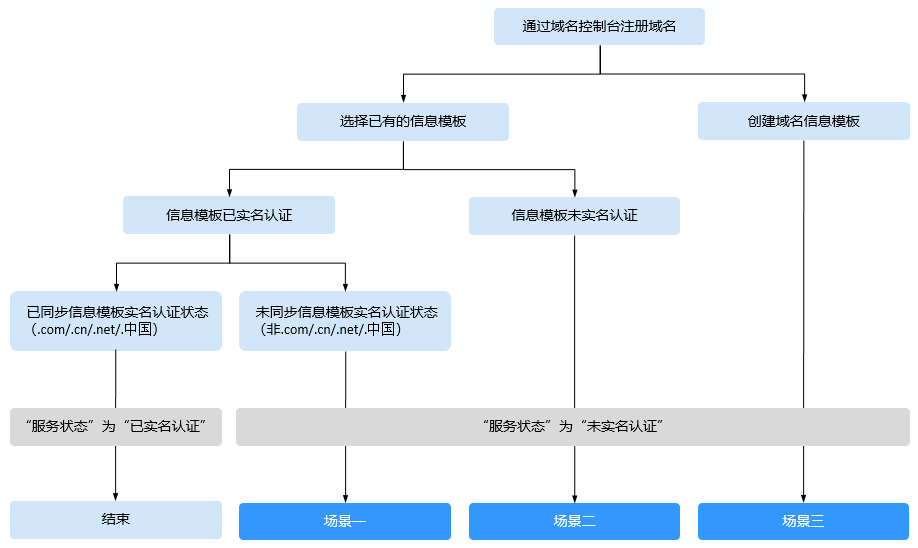 通过域名控制台注册域名
选择已有的信息模板
创建域名信息模板
信息模板已实名认证
信息模板未实名认证
已同步信息模板实名认证状态
（.com/.cn/.net/.中国）
未同步信息模板实名认证状态
（非.com/.cn/.net/.中国）
“服务状态”为“已实名认证”
“服务状态”为“未实名认证”
结束
场景一
场景二
场景三